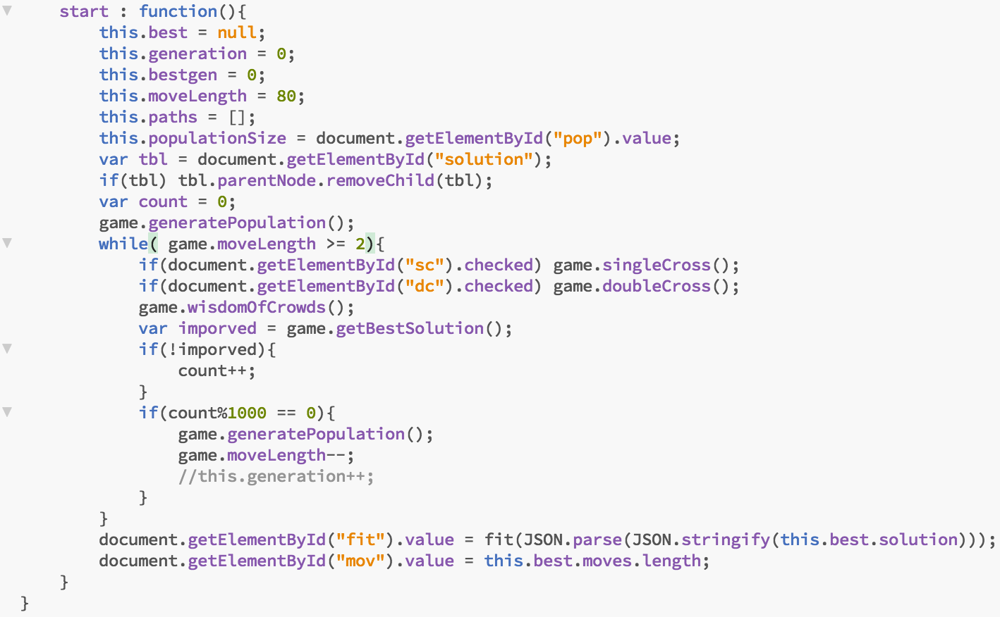 start : function(){
this.best = null;
this.generation = 0;
this.bestgen = 0;
this.moveLength = 80;
this.paths = [];
this.populationSize = document.getElementById("pop").value;
var tbl = document.getElementById("solution");
if(tbl) tbl.parentNode.removeChild(tbl);
var count = 0;
game.generatePopulation();
while( game.moveLength >= 2){
if(document.getElementById("sc").checked) game.singleCross();
if(document.getElementById("dc").checked) game.doubleCross();
game.wisdomOfCrowds();
var imporved = game.getBestSolution();
if(!imporved){
count++;
}
if(count%1000 == 0){
game.generatePopulation();
game.moveLength--;
//this.generation++;
}
}
document.getElementById("fit").value = fit(JSON.parse(JSON.stringify(this.best.solution)));
document.getElementById("mov").value = this.best.moves.length;
}
}